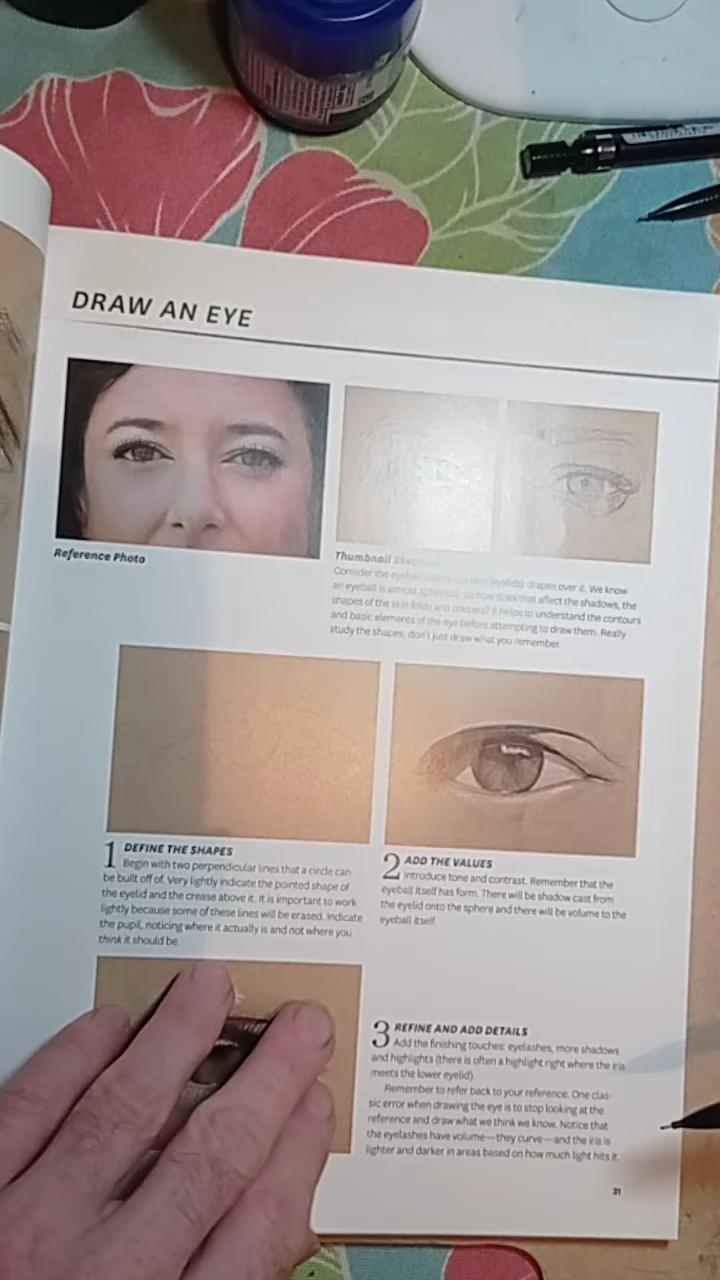 DRAW AN EYE
Reference Photo
Thumbnail
Consider the drapes over it. We know
an eyeball is almost does that affect the shadows, the
shapes of the skin folds and creases? It helps to understand the contours
and basic elements of the eye before attempting to draw them. Really
study the shapes, don't just draw what you remember.
1 DEFINE THE SHAPES
Begin with two perpendicular lines that a circle can
be built off of. Very lightly indicate the pointed shape of
the eyelid and the crease above it. It is important to work
lightly because some of these lines will be erased. Indicate
the pupil, noticing where it actually is and not where you
think it should be.
2 ADD THE VALUES
Introduce tone and contrast. Remember that the
eyeball itself has form. There will be shadow cast from
the eyelid onto the sphere and there will be volume to the
eyeball itself.
3 REFINE AND ADD DETAILS
Add the finishing touches: eyelashes, more shadows
and highlights (there is often a highlight right where the iris
meets the lower eyelid).
Remember to refer back to your reference. One clas-
sic error when drawing the eye is to stop looking at the
reference and draw what we think we know. Notice that
the eyelashes have volume—they curve—and the iris is
lighter and darker in areas based on how much light hits it.
31